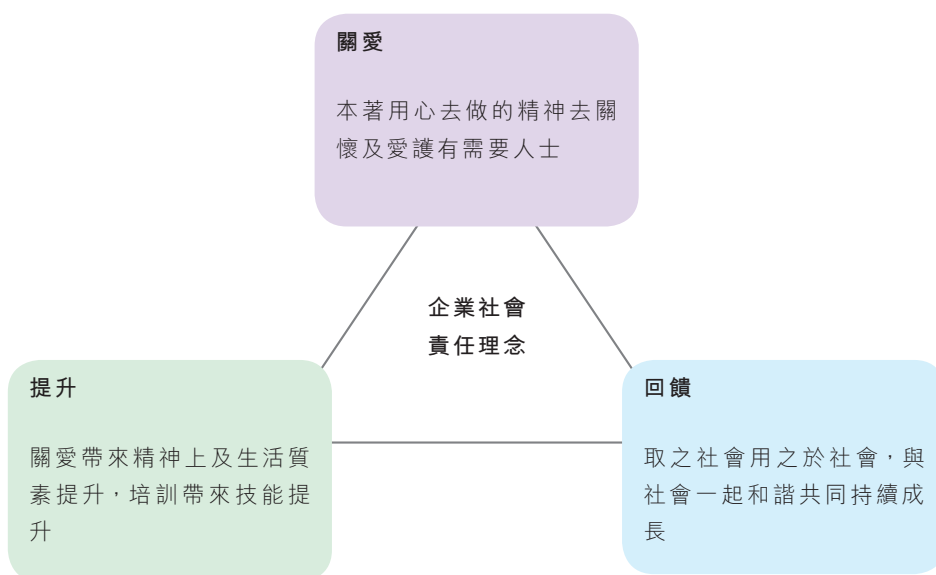 關愛
本著用心去做的精神去關
懷及愛護有需要人士
企業社會
責任理念
提升
關愛帶來精神上及生活質
素提升，培訓帶來技能提
升
回饋
取之社會用之於社會，與
社會一起和諧共同持續成
長